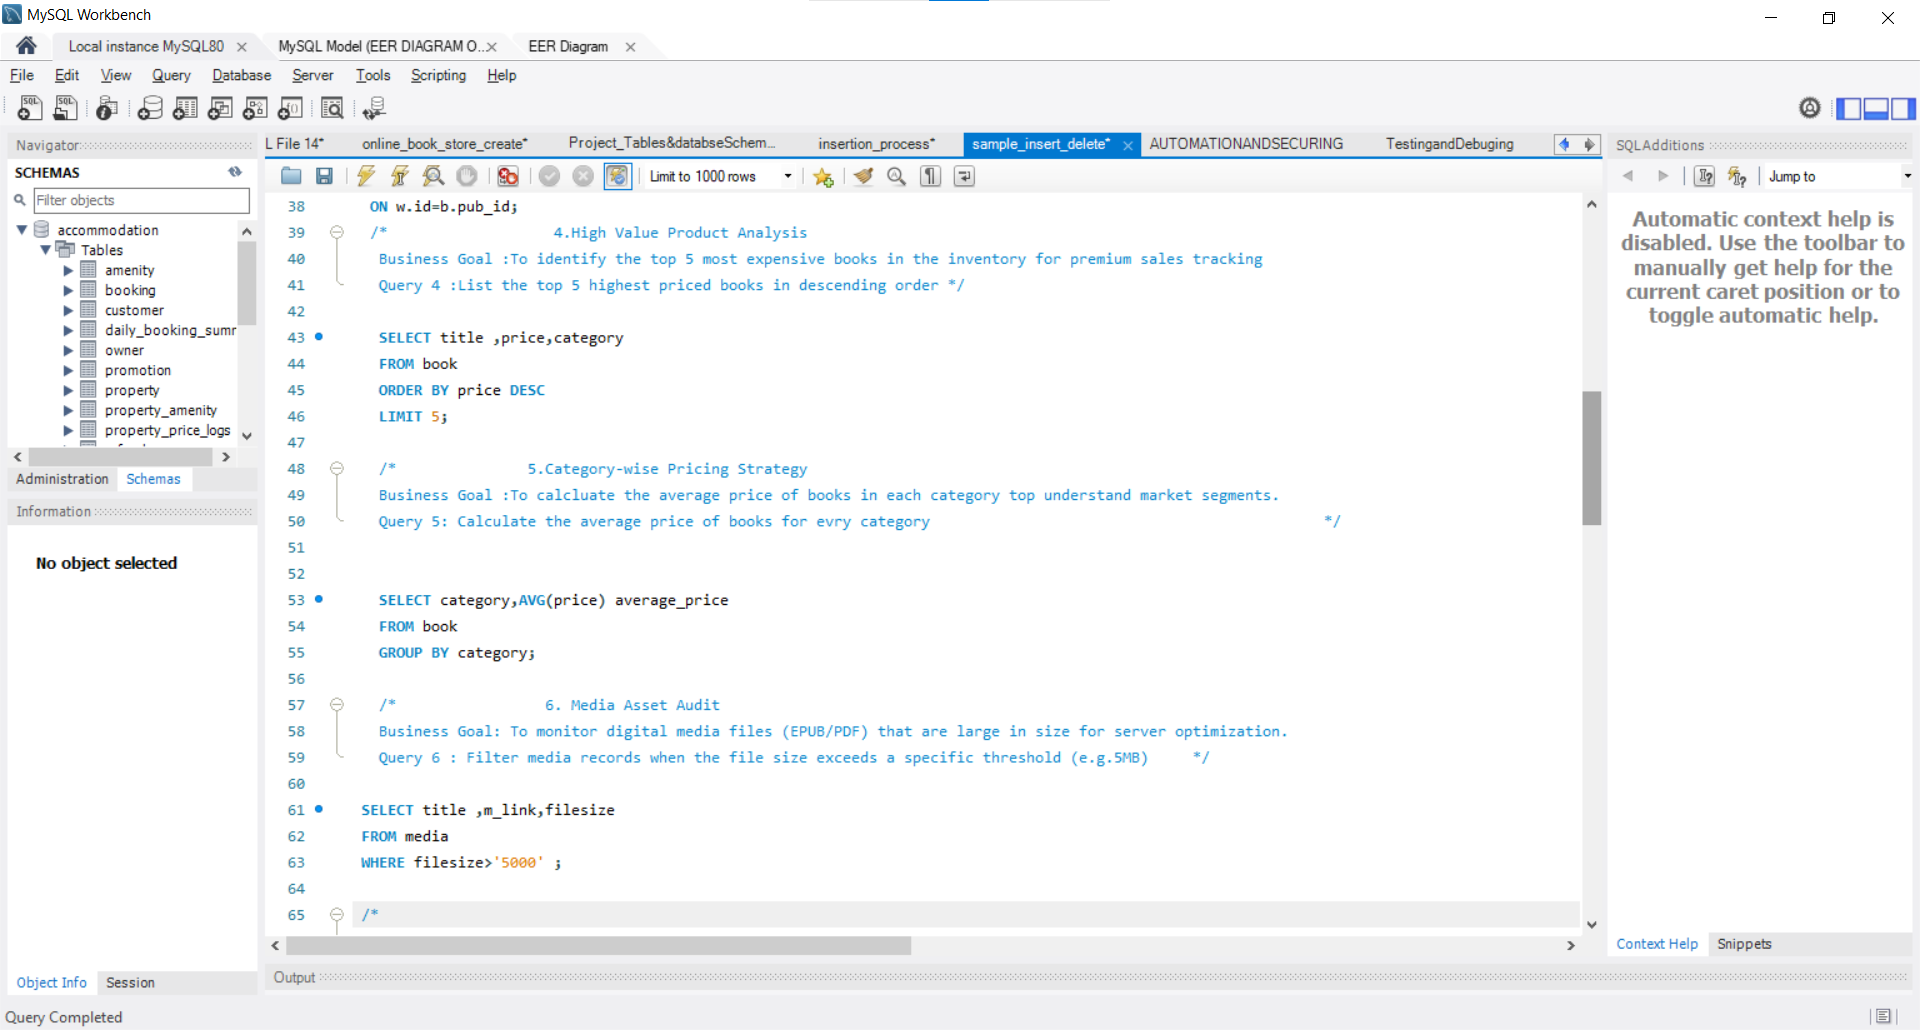 MySQL Workbench
Local instance MySQL80
MySQL Model (EER DIAGRAM O...
EER Diagram
File Edit View Query Database Server Tools Scripting Help
Navigator
SCHEMAS
Filter objects
accommodation
Tables
amenity
booking
customer
daily_booking_sumr
owner
promotion
property
property_amenity
property_price_logs
Administration Schemas
Information
No object selected
Object Info Session
L File 14* online_book_store_create* Project_Tables&databseSchem... insertion_process* sample_insert_delete* AUTOMATIONANDSECURING TestingandDebuging
Limit to 1000 rows
38 ON w.id=b.pub_id;
39 /* 4.High Value Product Analysis
40 Business Goal :To identify the top 5 most expensive books in the inventory for premium sales tracking
41 Query 4 :List the top 5 highest priced books in descending order */
42
43 SELECT title ,price,category
44 FROM book
45 ORDER BY price DESC
46 LIMIT 5;
47
48 /* 5.Category-wise Pricing Strategy
49 Business Goal :To calcluate the average price of books in each category top understand market segments.
50 Query 5: Calculate the average price of books for evry category */
51
52
53 SELECT category,AVG(price) average_price
54 FROM book
55 GROUP BY category;
56
57 /* 6. Media Asset Audit
58 Business Goal: To monitor digital media files (EPUB/PDF) that are large in size for server optimization.
59 Query 6 : Filter media records when the file size exceeds a specific threshold (e.g.5MB) */
60
61 SELECT title ,m_link,filesize
62 FROM media
63 WHERE filesize>'5000' ;
64
65 /*
Output
SQLAdditions
Jump to
Automatic context help is
disabled. Use the toolbar to
manually get help for the
current caret position or to
toggle automatic help.
Context Help Snippets
Query Completed